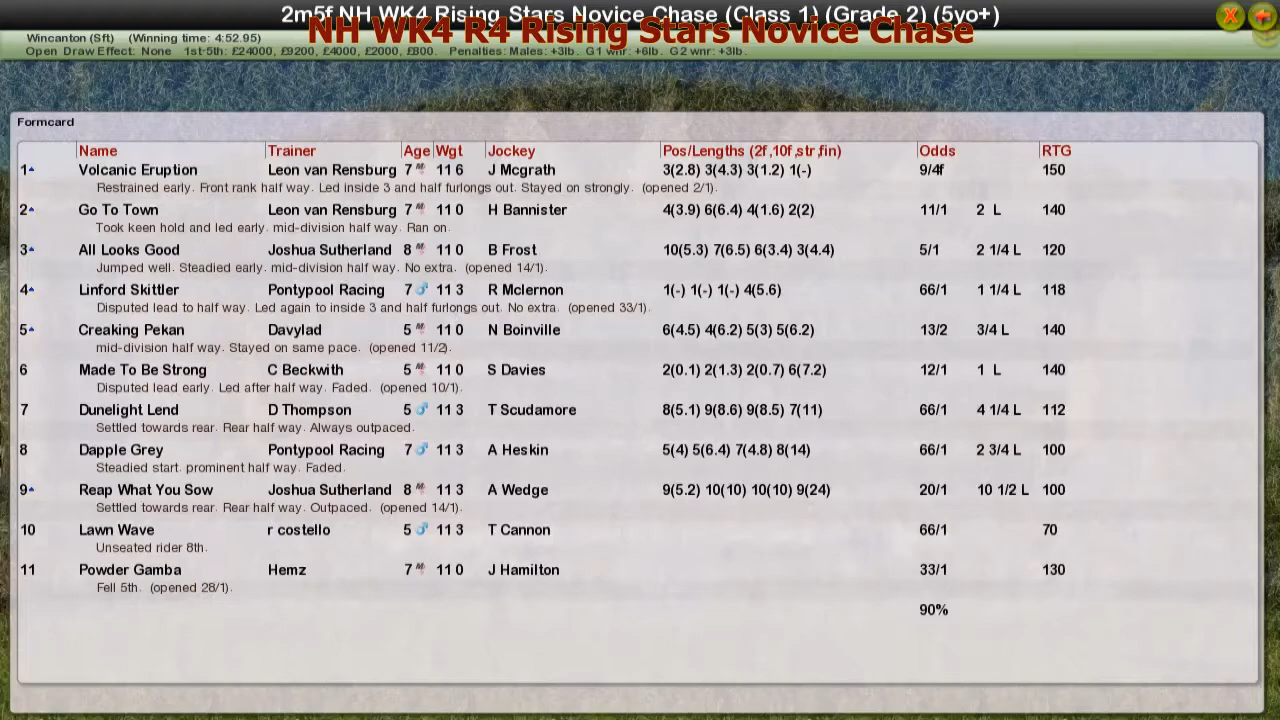 2m5f NH WK4 Rising Stars Novice Chase (Class 1) (Grade 2) (5yo+)
NH WK4 R4 Rising Stars Novice Chase
Wincanton (Sft) (Winning time: 4:52.95)
Open Draw Effect: None 1st-5th: £24000, £9200, £4000, £2000, £800. Penalties: Males: +3lb. G1 wnr: +6lb. G2 wnr: +3lb.
Formcard
Name Trainer Age Wgt Jockey Pos/Lengths (2f,10f,str,fin) Odds RTG
1 Volcanic Eruption Leon van Rensburg 7 11 6 J Mcgrath 3(2.8) 3(4.3) 3(1.2) 1(-) 9/4f 150
Restrained early. Front rank half way. Led inside 3 and half furlongs out. Stayed on strongly. (opened 2/1).
2 Go To Town Leon van Rensburg 7 11 0 H Bannister 4(3.9) 6(6.4) 4(1.6) 2(2) 11/1 2 L 140
Took keen hold and led early. mid-division half way. Ran on.
3 All Looks Good Joshua Sutherland 8 11 0 B Frost 10(5.3) 7(6.5) 6(3.4) 3(4.4) 5/1 2 1/4 L 120
Jumped well. Steadied early. mid-division half way. No extra. (opened 14/1).
4 Linford Skittler Pontypool Racing 7 11 3 R Mclernon 1(-) 1(-) 1(-) 4(5.6) 66/1 1 1/4 L 118
Disputed lead to half way. Led again to inside 3 and half furlongs out. No extra. (opened 33/1).
5 Creaking Pekan Davylad 5 11 0 N Boinville 6(4.5) 4(6.2) 5(3) 5(6.2) 13/2 3/4 L 140
mid-division half way. Stayed on same pace. (opened 11/2).
6 Made To Be Strong C Beckwith 5 11 0 S Davies 2(0.1) 2(1.3) 2(0.7) 6(7.2) 12/1 1 L 140
Disputed lead early. Led after half way. Faded. (opened 10/1).
7 Dunelight Lend D Thompson 5 11 3 T Scudamore 8(5.1) 9(8.6) 9(8.5) 7(11) 66/1 4 1/4 L 112
Settled towards rear. Rear half way. Always outpaced.
8 Dapple Grey Pontypool Racing 7 11 3 A Heskin 5(4) 5(6.4) 7(4.8) 8(14) 66/1 2 3/4 L 100
Steadied start. prominent half way. Faded.
9 Reap What You Sow Joshua Sutherland 8 11 3 A Wedge 9(5.2) 10(10) 10(10) 9(24) 20/1 10 1/2 L 100
Settled towards rear. Rear half way. Outpaced. (opened 14/1).
10 Lawn Wave r costello 5 11 3 T Cannon 66/1 70
Unseated rider 8th.
11 Powder Gamba Hemz 7 11 0 J Hamilton 33/1 130
Fell 5th. (opened 28/1).
90%